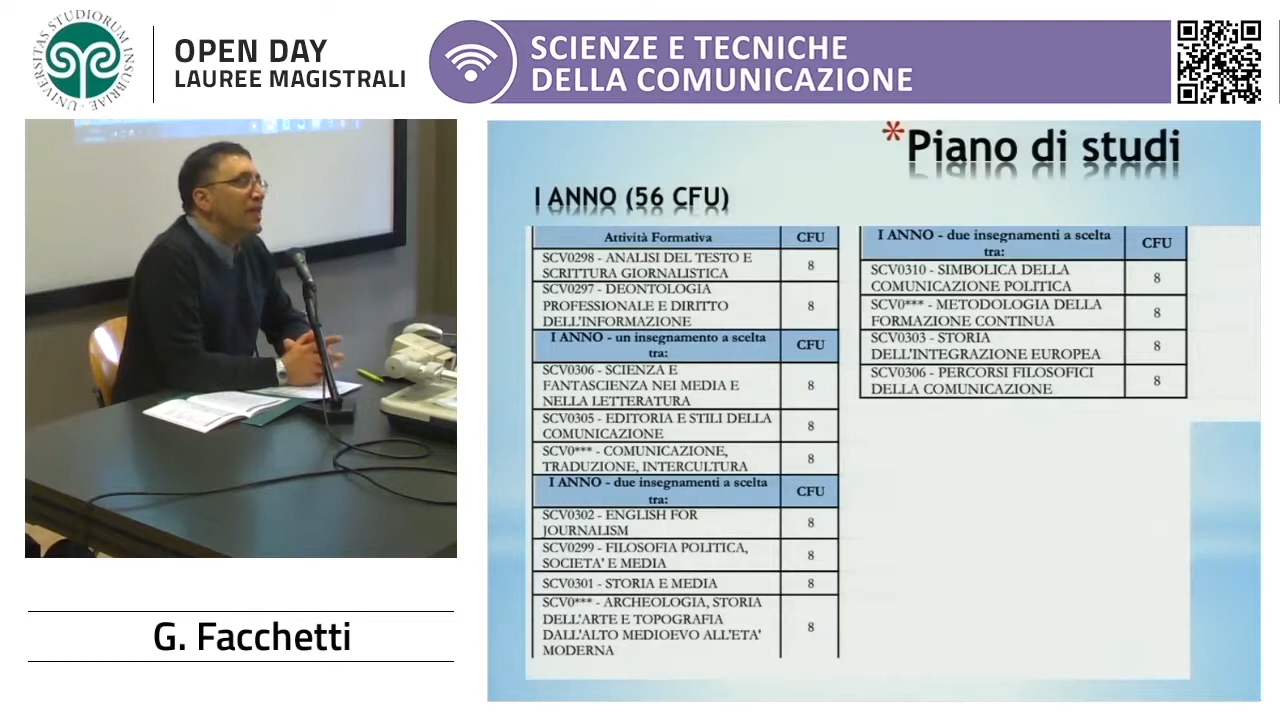 UNIVERSITAS STUDIORUM INSUBRIAE
OPEN DAY
LAUREE MAGISTRALI
SCIENZE E TECNICHE
DELLA COMUNICAZIONE
*Piano di studi
I ANNO (56 CFU)
Attività Formativa CFU
SCV0298 - ANALISI DEL TESTO E
SCRITTURA GIORNALISTICA 8
SCV0297 - DEONTOLOGIA
PROFESSIONALE E DIRITTO
DELL'INFORMAZIONE 8
I ANNO - un insegnamento a scelta
tra: CFU
SCV0306 - SCIENZA E
FANTASCIENZA NEI MEDIA E
NELLA LETTERATURA 8
SCV0305 - EDITORIA E STILI DELLA
COMUNICAZIONE 8
SCV0*** - COMUNICAZIONE,
TRADUZIONE, INTERCULTURA 8
I ANNO - due insegnamenti a scelta
tra: CFU
SCV0302 - ENGLISH FOR
JOURNALISM 8
SCV0299 - FILOSOFIA POLITICA,
SOCIETA' E MEDIA 8
SCV0301 - STORIA E MEDIA 8
SCV0*** - ARCHEOLOGIA, STORIA
DELL'ARTE E TOPOGRAFIA
DALL'ALTO MEDIOEVO ALL'ETA'
MODERNA 8
I ANNO - due insegnamenti a scelta
tra: CFU
SCV0310 - SIMBOLICA DELLA
COMUNICAZIONE POLITICA 8
SCV0*** - METODOLOGIA DELLA
FORMAZIONE CONTINUA 8
SCV0303 - STORIA
DELL'INTEGRAZIONE EUROPEA 8
SCV0306 - PERCORSI FILOSOFICI
DELLA COMUNICAZIONE 8
G. Facchetti